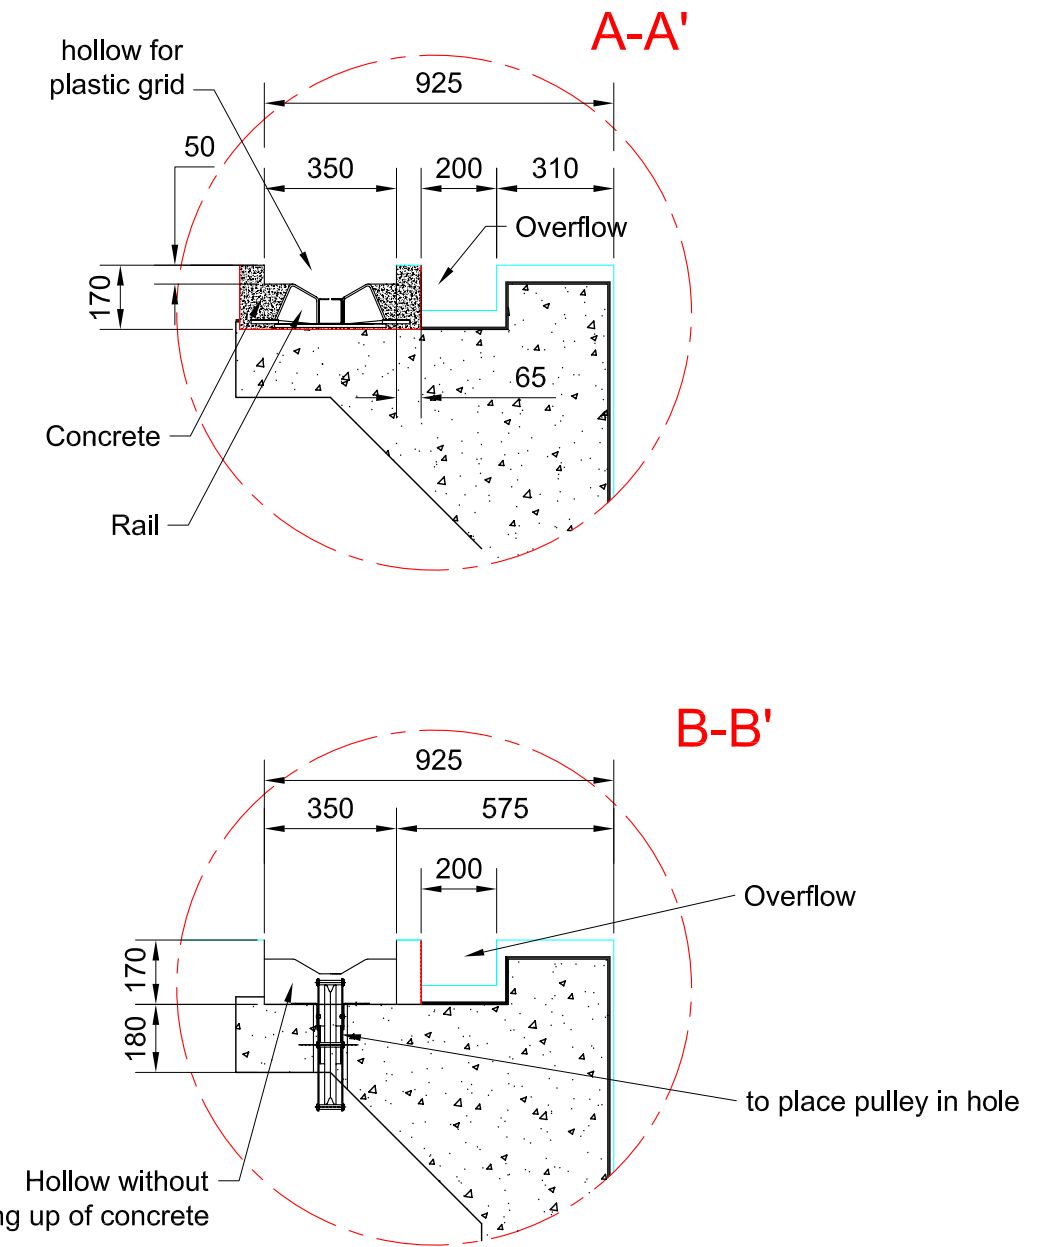 A-A'
hollow for
plastic grid
925
50
350
200
310
Overflow
170
65
Concrete
Rail
B-B'
925
350
575
200
Overflow
170
180
to place pulley in hole
Hollow without
up of concrete